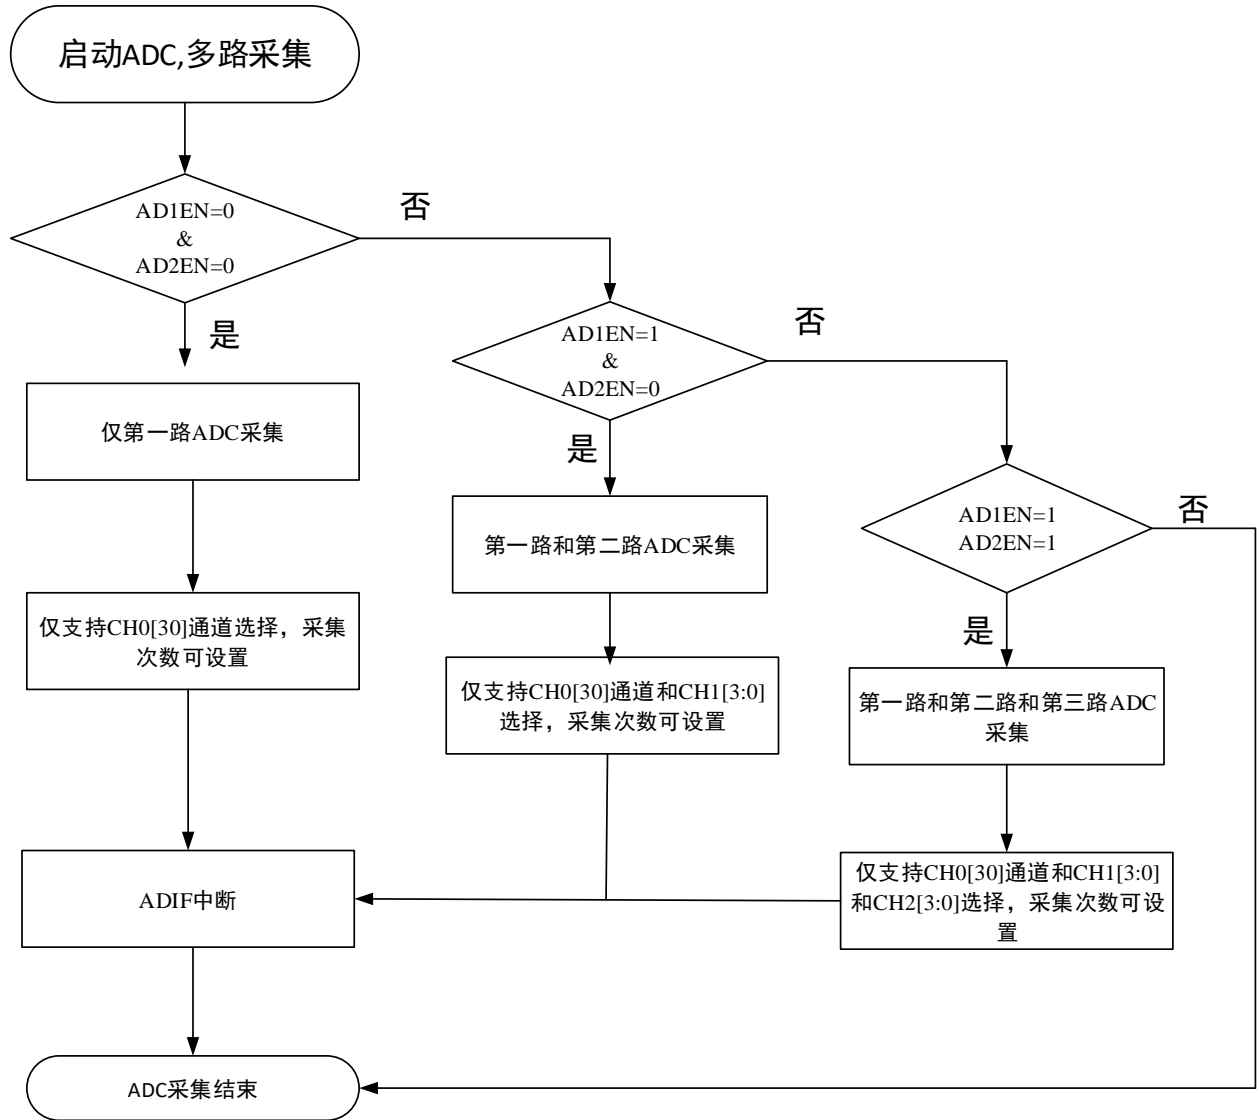 启动ADC,多路采集
AD1EN=0
&
AD2EN=0
否
是
AD1EN=1
&
AD2EN=0
否
是
仅第一路ADC采集
第一路和第二路ADC采集
AD1EN=1
AD2EN=1
否
是
仅支持CH0[30]通道选择，采集
次数可设置
仅支持CH0[30]通道和CH1[3:0]
选择，采集次数可设置
第一路和第二路和第三路ADC
采集
ADIF中断
仅支持CH0[30]通道和CH1[3:0]
和CH2[3:0]选择，采集次数可设
置
ADC采集结束